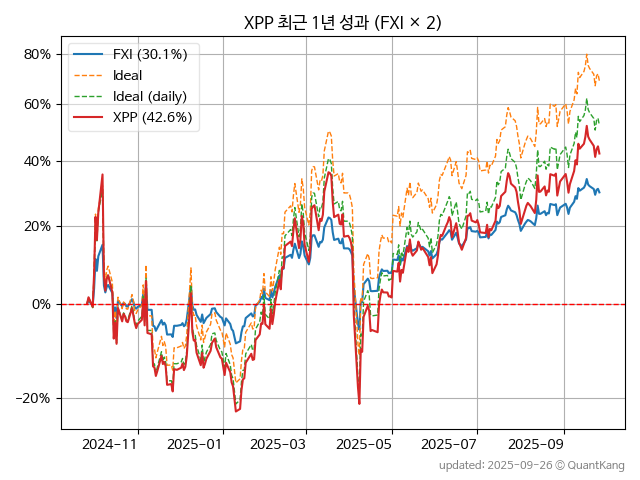 XPP 최근 1년 성과 (FXI × 2)
FXI (30.1%)
Ideal
Ideal (daily)
XPP (42.6%)
80%
60%
40%
20%
0%
−20%
2024-11
2025-01
2025-03
2025-05
2025-07
2025-09
updated: 2025-09-26 © QuantKang